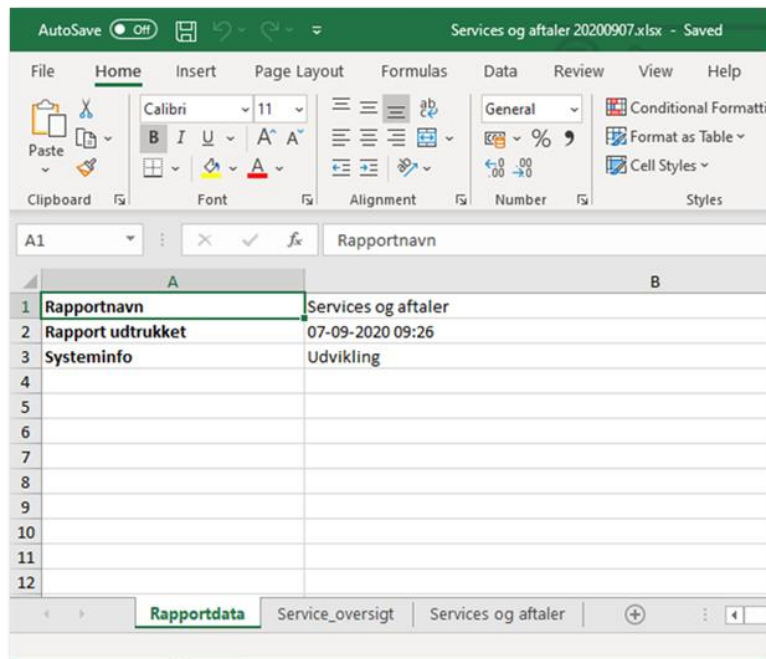 AutoSave Off Services og aftaler 20200907.xlsx - Saved
File Home Insert Page Layout Formulas Data Review View Help
Calibri 11 ab General Conditional Formatti
Paste B I U A A % Format as Table
A Cell Styles
Clipboard Font Alignment Number Styles
A1 fx Rapportnavn
A B
1 Rapportnavn Services og aftaler
2 Rapport udtrukket 07-09-2020 09:26
3 Systeminfo Udvikling
4
5
6
7
8
9
10
11
12
Rapportdata Service_oversigt Services og aftaler